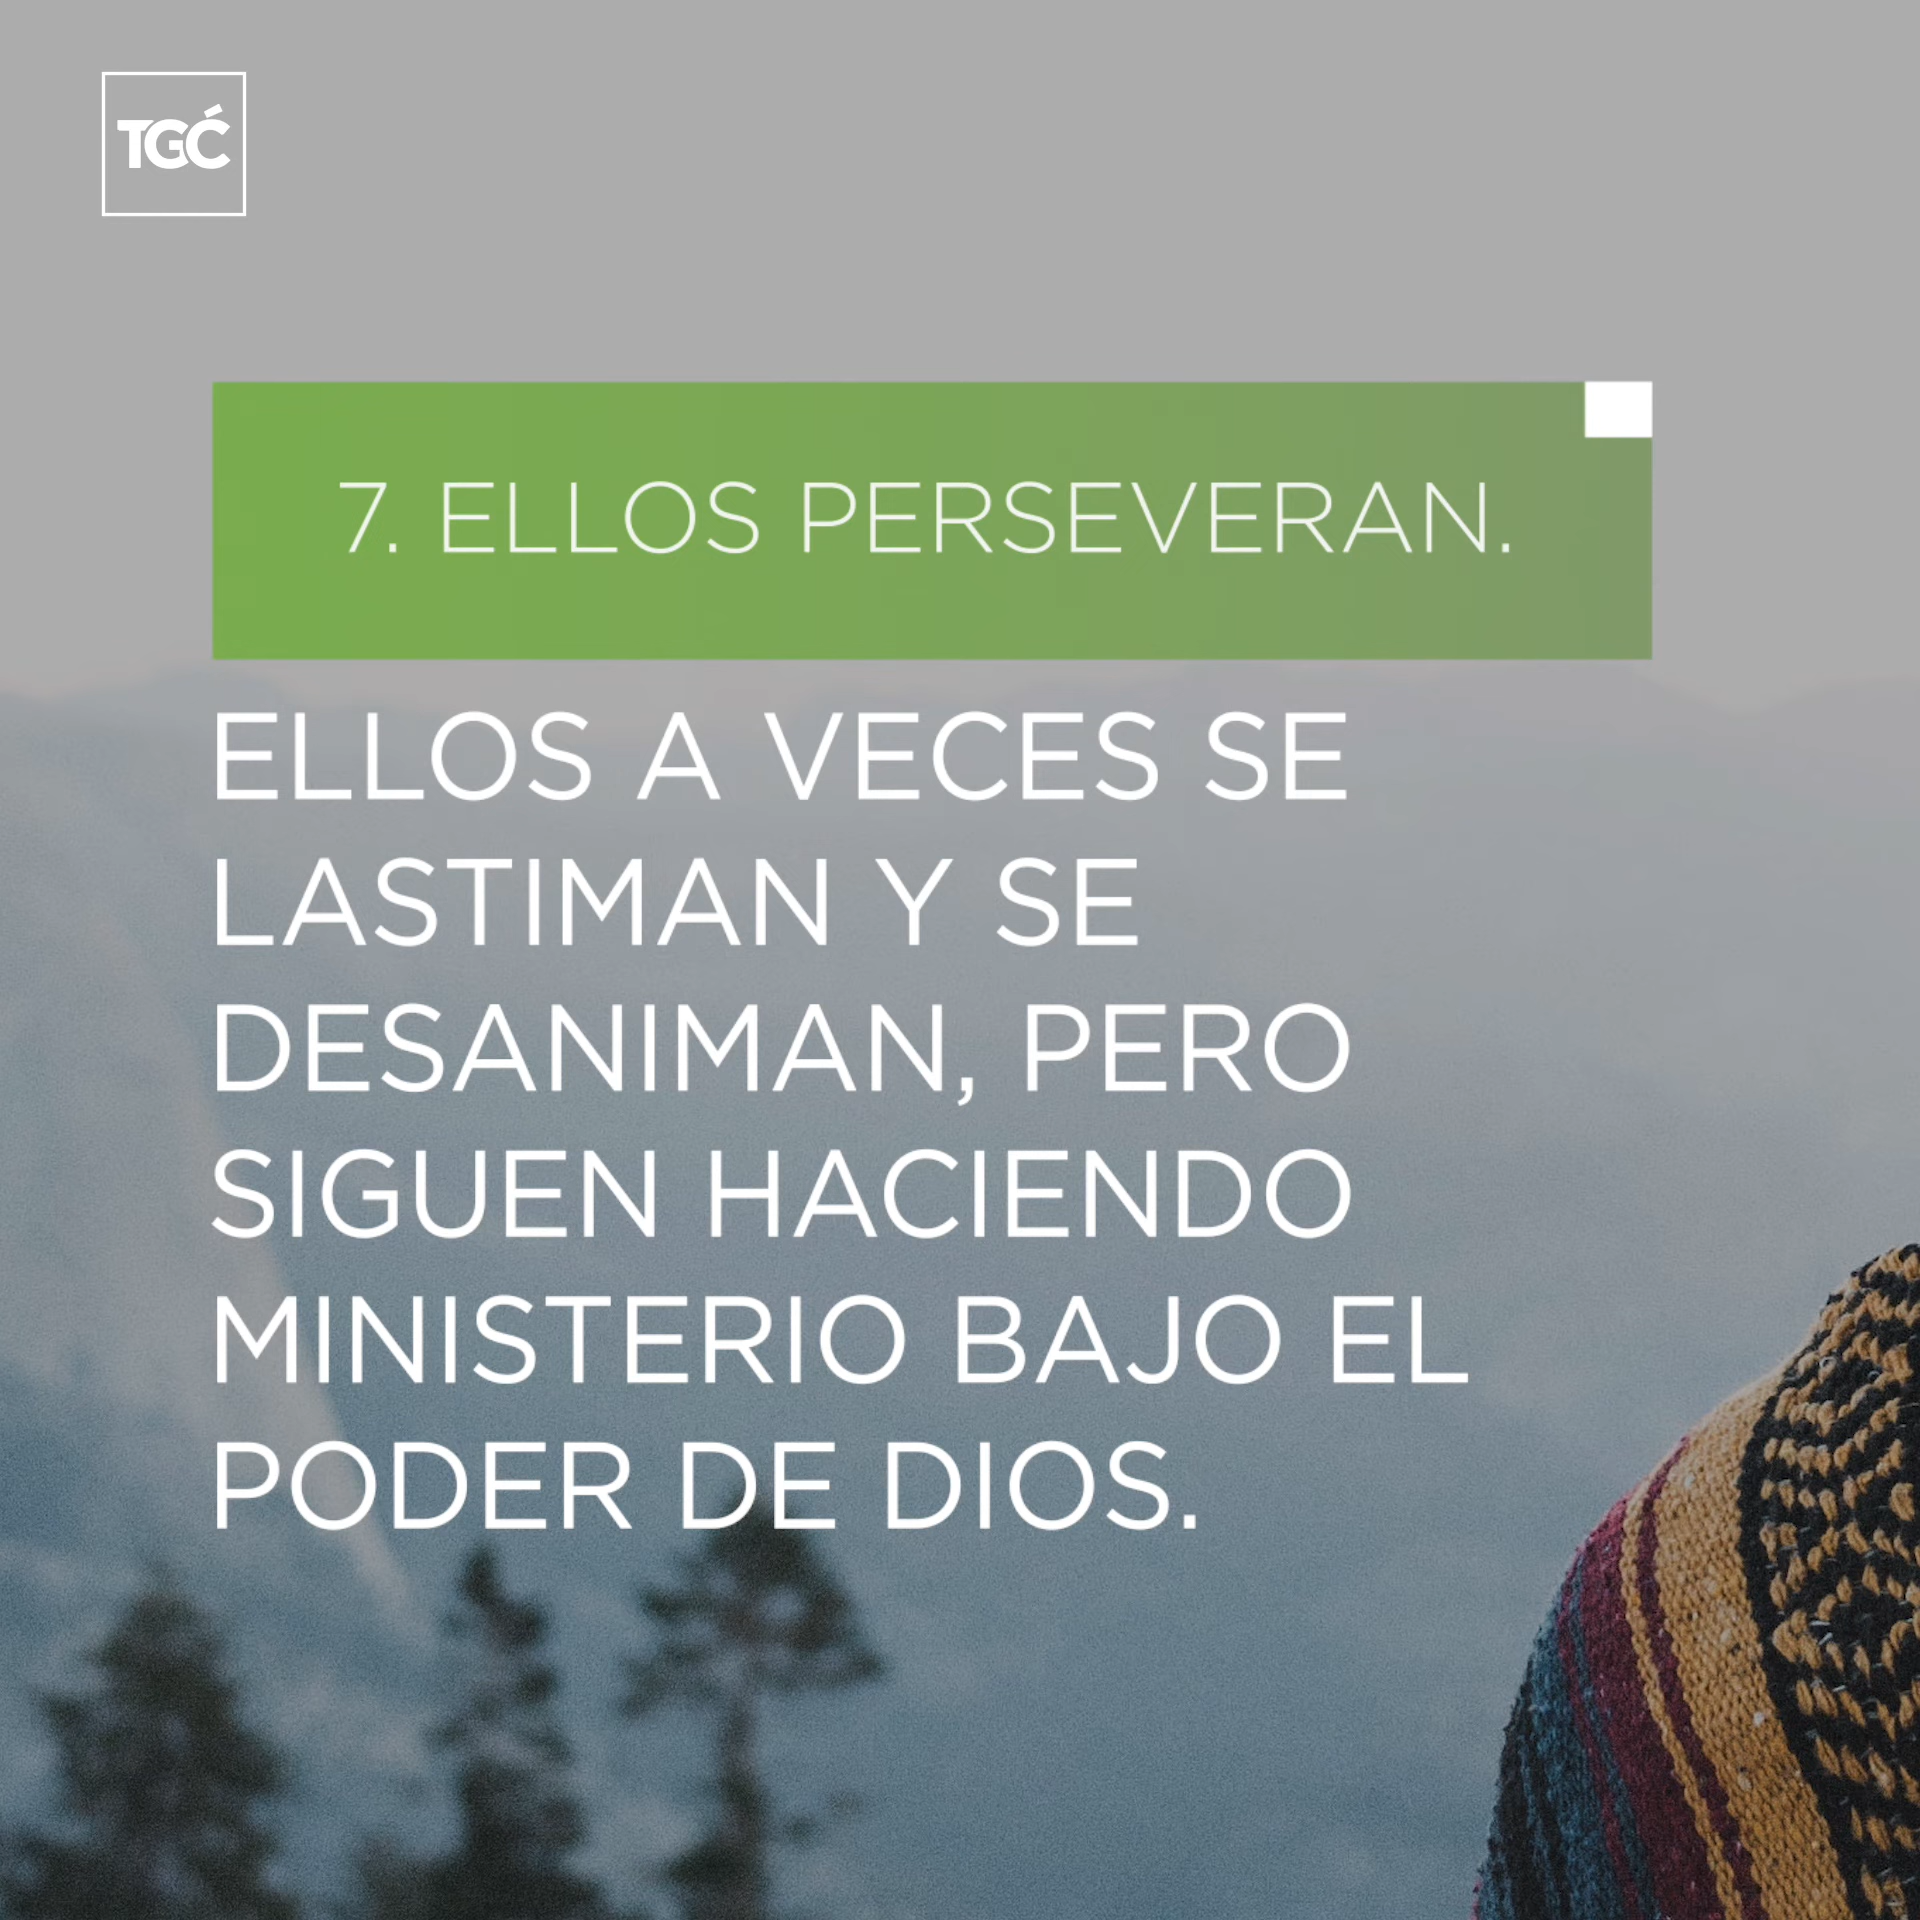 TGĆ
7. ELLOS PERSEVERAN.
ELLOS A VECES SE
LASTIMAN Y SE
DESANIMAN, PERO
SIGUEN HACIENDO
MINISTERIO BAJO EL
PODER DE DIOS.